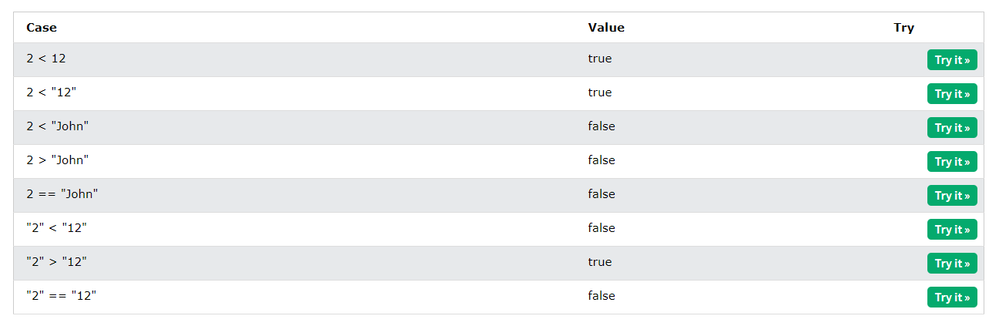 Case Value Try
2 < 12 true Try it »
2 < "12" true Try it »
2 < "John" false Try it »
2 > "John" false Try it »
2 == "John" false Try it »
"2" < "12" false Try it »
"2" > "12" true Try it »
"2" == "12" false Try it »